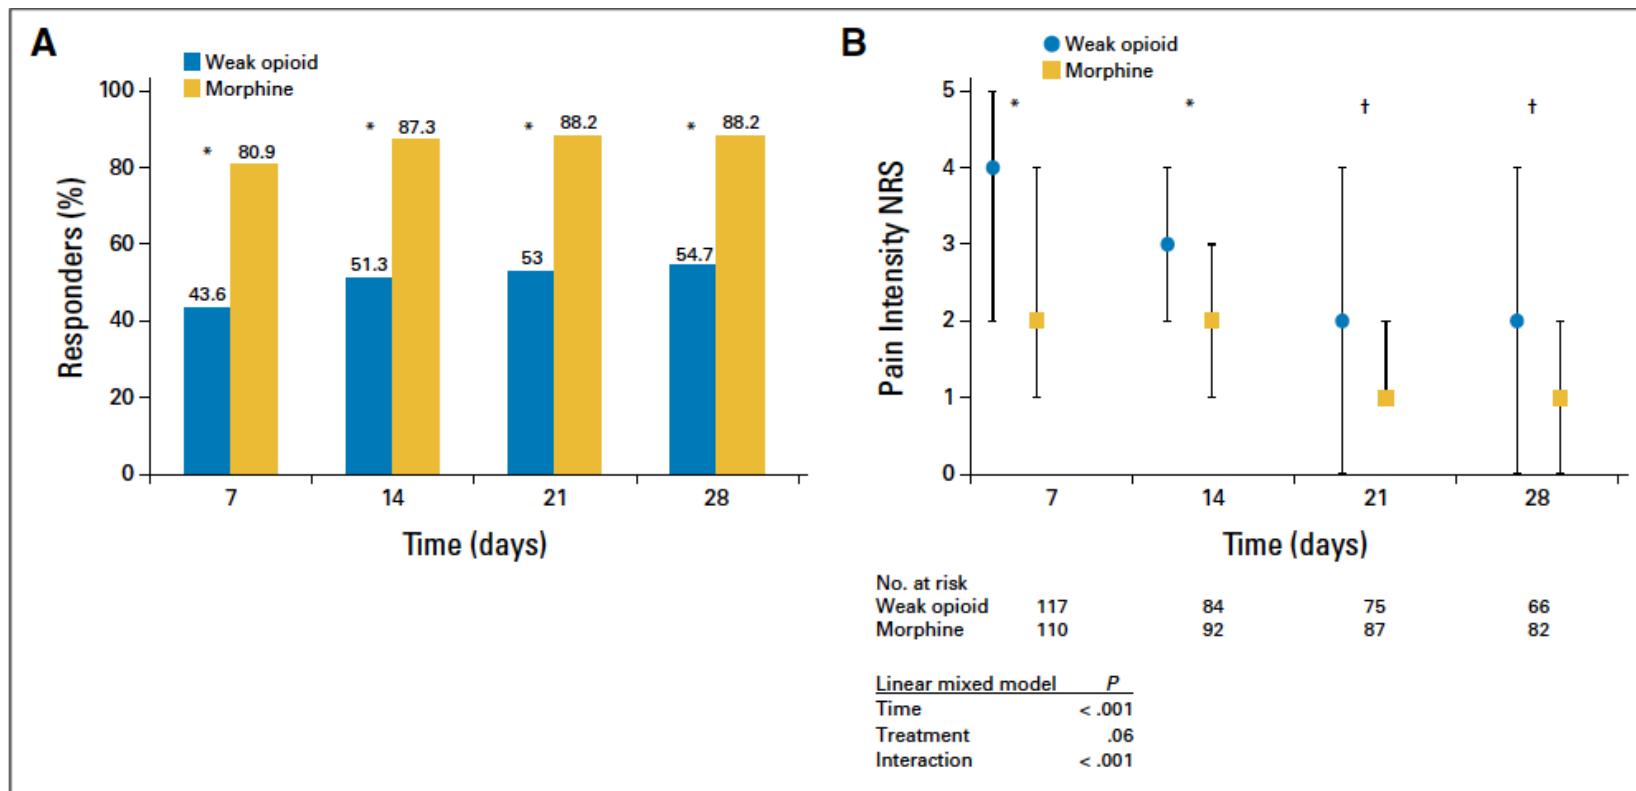 A
Weak opioid
Morphine
100
80
60
40
20
0
Responders (%)
43.6
*
80.9
51.3
*
87.3
53
*
88.2
54.7
*
88.2
7
14
21
28
Time (days)
B
Weak opioid
Morphine
5
4
3
2
1
0
Pain Intensity NRS
*
*
†
†
7
14
21
28
Time (days)
No. at risk
Weak opioid 117 84 75 66
Morphine 110 92 87 82
Linear mixed model P
Time < .001
Treatment .06
Interaction < .001